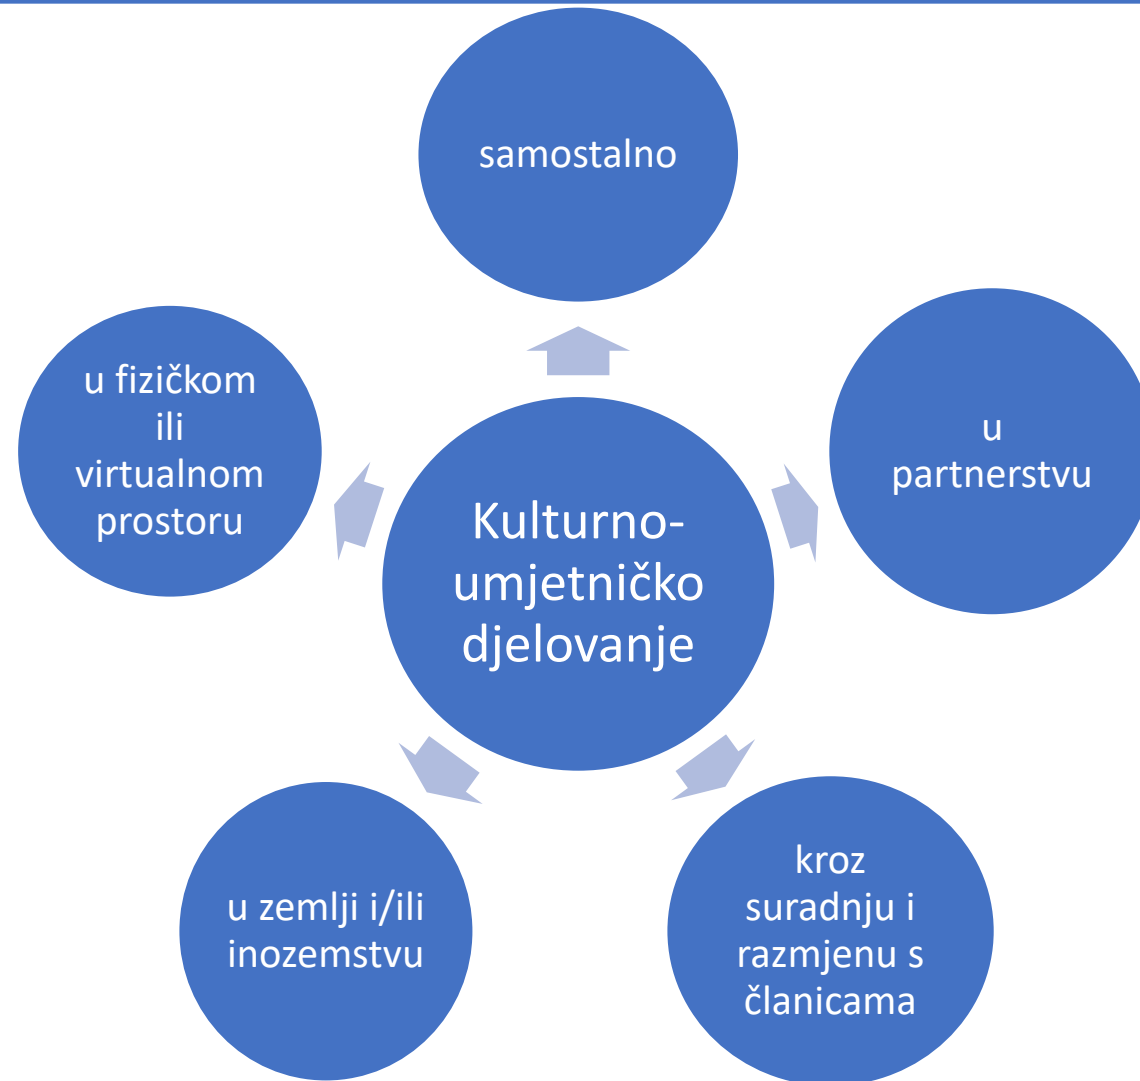 samostalno
u fizičkom
ili
virtualnom
prostoru
u
partnerstvu
Kulturno-
umjetničko
djelovanje
u zemlji i/ili
inozemstvu
kroz
suradnju i
razmjenu s
članicama